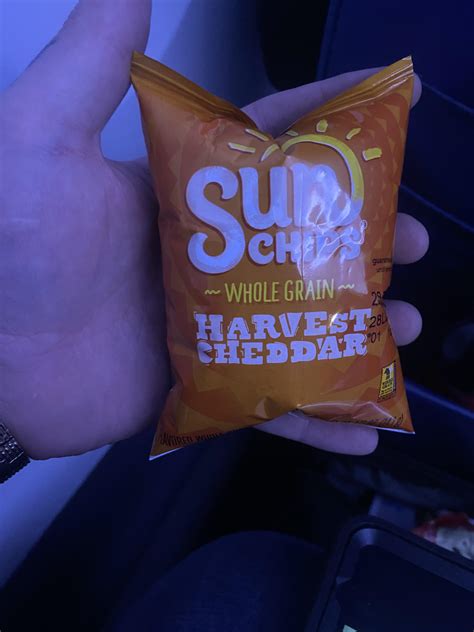 Sun
CHIPS
~ WHOLE GRAIN ~
HARVEST
CHEDDAR